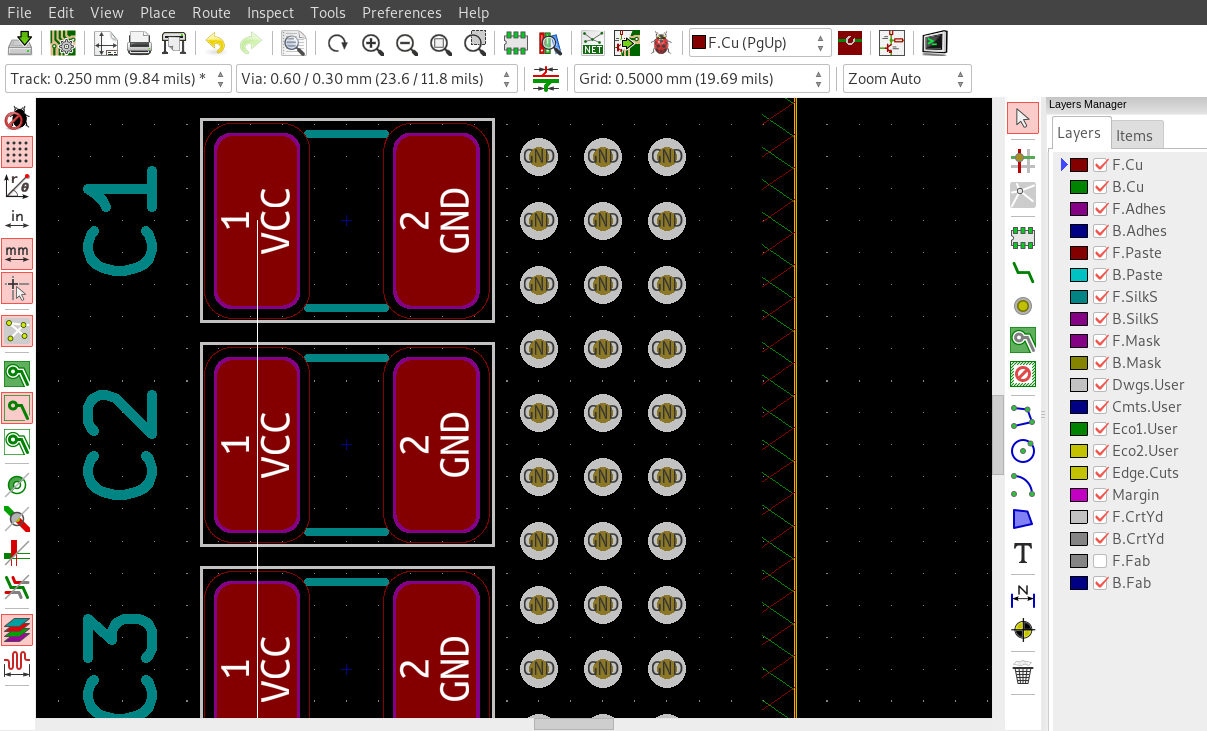 File Edit View Place Route Inspect Tools Preferences Help
NET
F.Cu (PgUp)
Track: 0.250 mm (9.84 mils) * Via: 0.60 / 0.30 mm (23.6 / 11.8 mils) Grid: 0.5000 mm (19.69 mils) Zoom Auto
Layers Manager
Layers Items
in
mm
C1
1 VCC
2 GND
C2
1 VCC
2 GND
C3
1 VCC
2 GND
GND GND GND
GND GND GND
GND GND GND
GND GND GND
GND GND GND
GND GND GND
GND GND GND
GND GND GND
GND GND GND
T
N
F.Cu
B.Cu
F.Adhes
B.Adhes
F.Paste
B.Paste
F.SilkS
B.SilkS
F.Mask
B.Mask
Dwgs.User
Cmts.User
Eco1.User
Eco2.User
Edge.Cuts
Margin
F.CrtYd
B.CrtYd
F.Fab
B.Fab